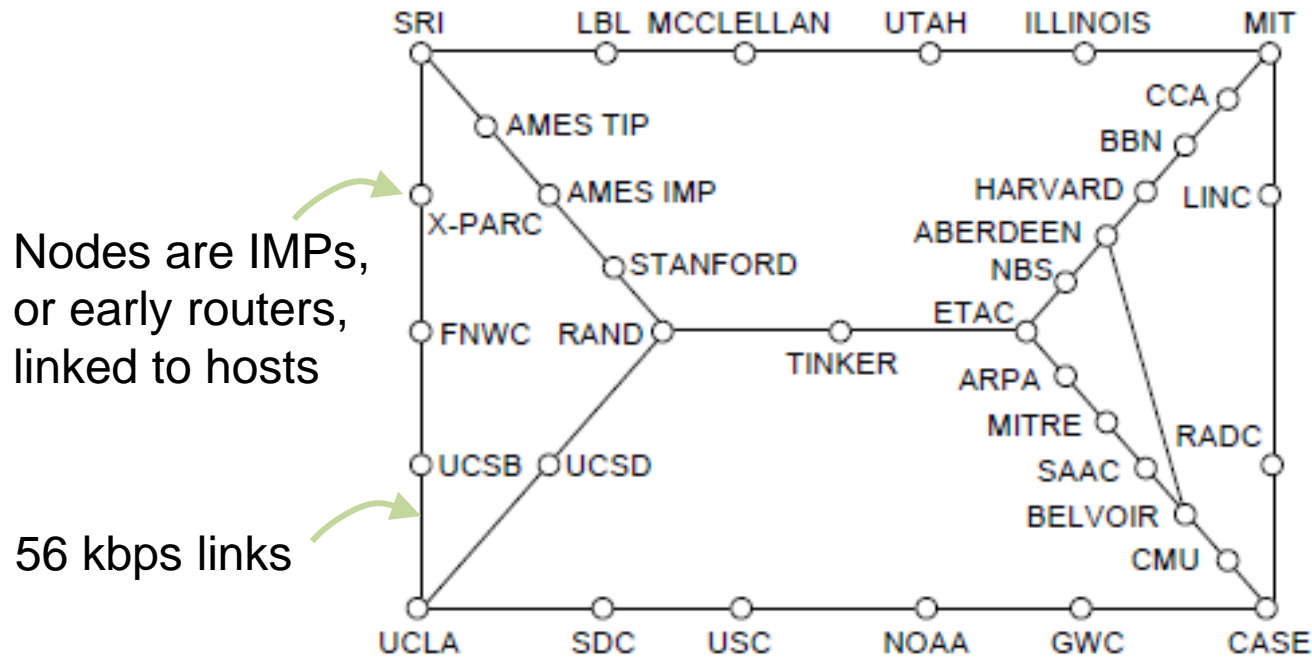 SRI LBL MCCLELLAN UTAH ILLINOIS MIT
CCA
AMES TIP
BBN
AMES IMP
HARVARD
LINC
X-PARC
ABERDEEN
Nodes are IMPs,
or early routers,
linked to hosts
STANFORD
NBS
ETAC
FNWC
RAND
TINKER
ARPA
MITRE
RADC
UCSB
UCSD
SAAC
BELVOIR
56 kbps links
CMU
UCLA SDC USC NOAA GWC CASE